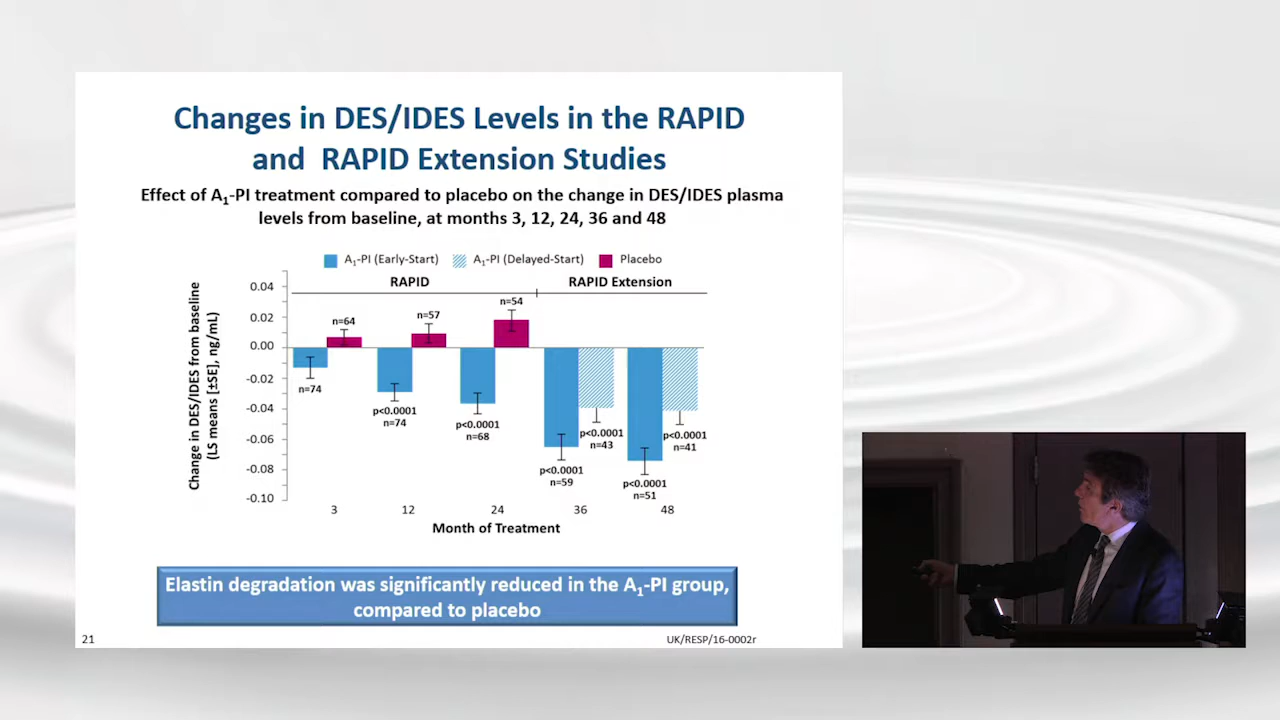 Changes in DES/IDES Levels in the RAPID
and RAPID Extension Studies
Effect of A₁-PI treatment compared to placebo on the change in DES/IDES plasma
levels from baseline, at months 3, 12, 24, 36 and 48
A₁-PI (Early-Start) A₁-PI (Delayed-Start) Placebo
RAPID RAPID Extension
Change in DES/IDES from baseline
(LS means [±SE], ng/mL)
0.04
0.02
0.00
-0.02
-0.04
-0.06
-0.08
-0.10
n=74
n=64
p<0.0001
n=74
n=57
p<0.0001
n=68
n=54
p<0.0001
n=59
p<0.0001
n=43
p<0.0001
n=51
p<0.0001
n=41
3 12 24 36 48
Month of Treatment
Elastin degradation was significantly reduced in the A₁-PI group,
compared to placebo
21
UK/RESP/16-0002r